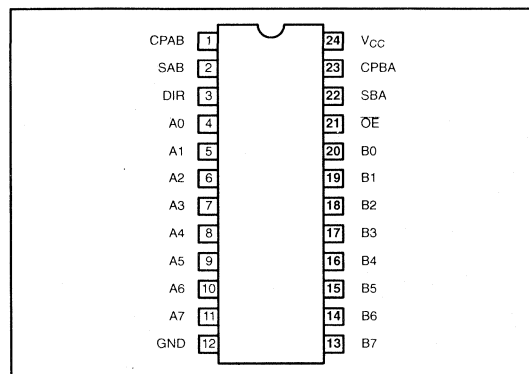 CPAB 1 24 VCC
SAB 2 23 CPBA
DIR 3 22 SBA
A0 4 21 OE
A1 5 20 B0
A2 6 19 B1
A3 7 18 B2
A4 8 17 B3
A5 9 16 B4
A6 10 15 B5
A7 11 14 B6
GND 12 13 B7